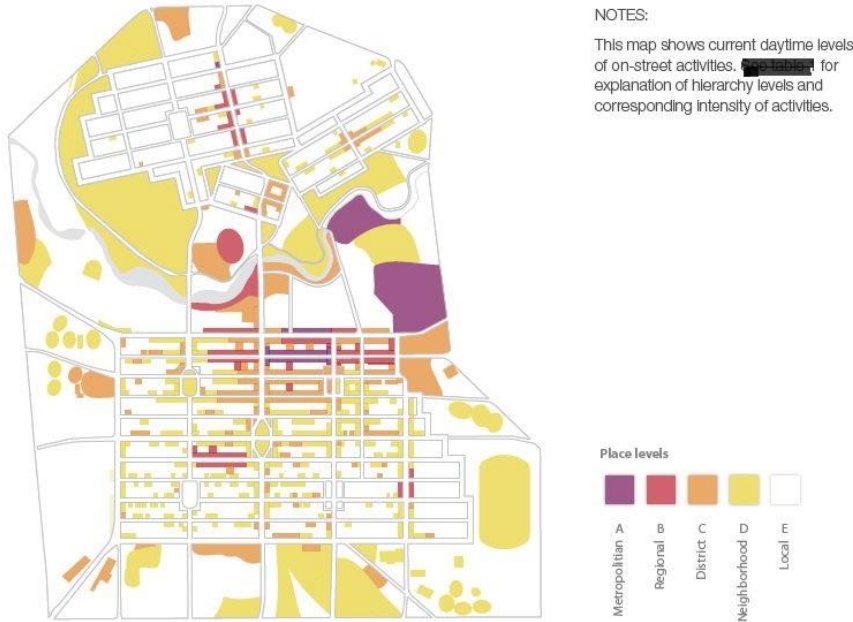 NOTES:
This map shows current daytime levels
of on-street activities. for
explanation of hierarchy levels and
corresponding intensity of activities.
Place levels
A B C D E
Metropolitian Regional District Neighborhood Local